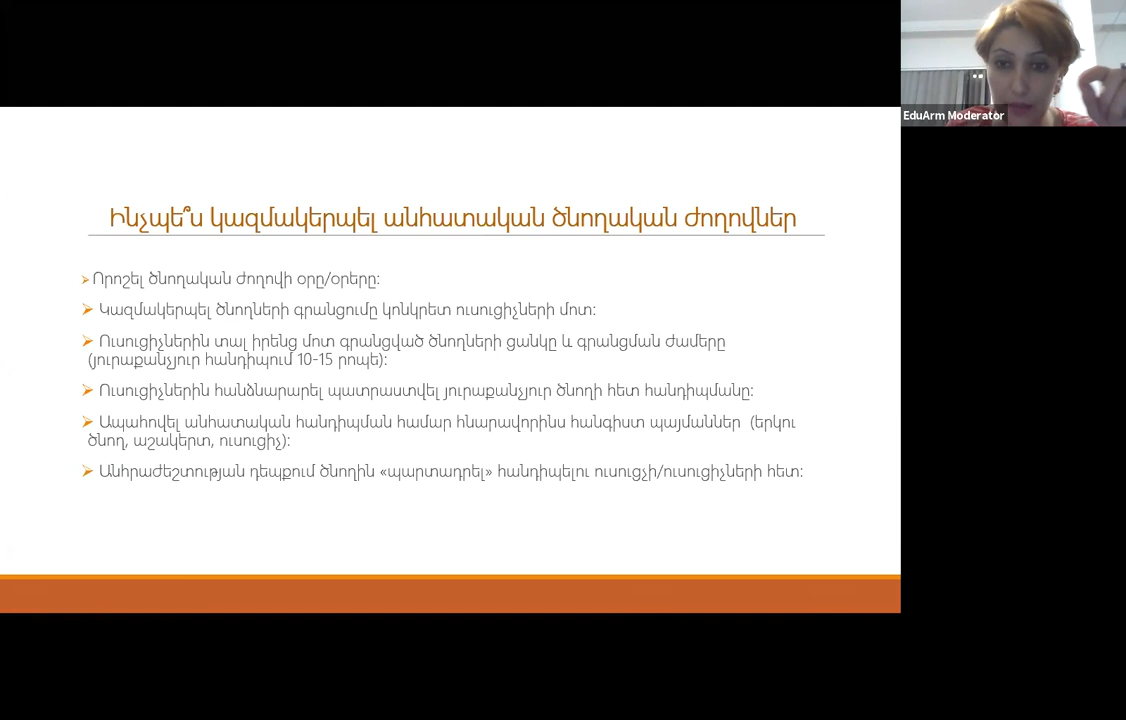 EduArm Moderator
Ինչպե՞ս կազմակերպել անհատական ծնողական ժողովներ
➢ Որոշել ծնողական ժողովի օրը/օրերը:
➢ Կազմակերպել ծնողների գրանցումը կոնկրետ ուսուցիչների մոտ:
➢ Ուսուցիչներին տալ իրենց մոտ գրանցված ծնողների ցանկը և գրանցման ժամերը
(յուրաքանչյուր հանդիպում 10-15 րոպե):
➢ Ուսուցիչներին հանձնարարել պատրաստվել յուրաքանչյուր ծնողի հետ հանդիպմանը:
➢ Ապահովել անհատական հանդիպման համար հնարավորինս հանգիստ պայմաններ (երկու
ծնող, աշակերտ, ուսուցիչ):
➢ Անհրաժեշտության դեպքում ծնողին «պարտադրել» հանդիպելու ուսուցչի/ուսուցիչների հետ: